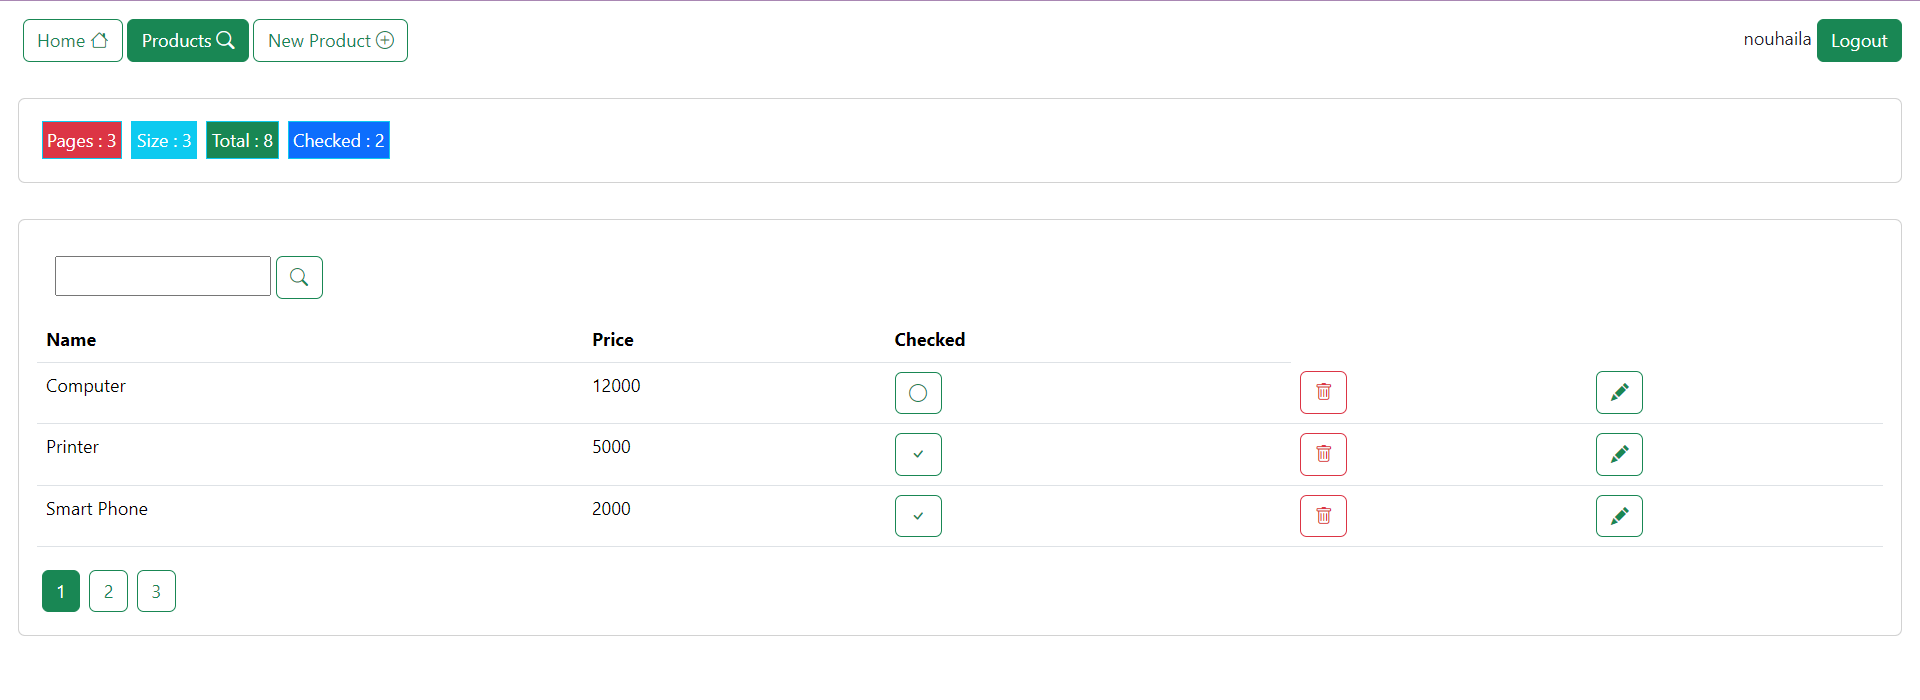 Home Products New Product nouhaila Logout
Pages : 3 Size : 3 Total : 8 Checked : 2
Name Price Checked
Computer 12000
Printer 5000
Smart Phone 2000
1 2 3